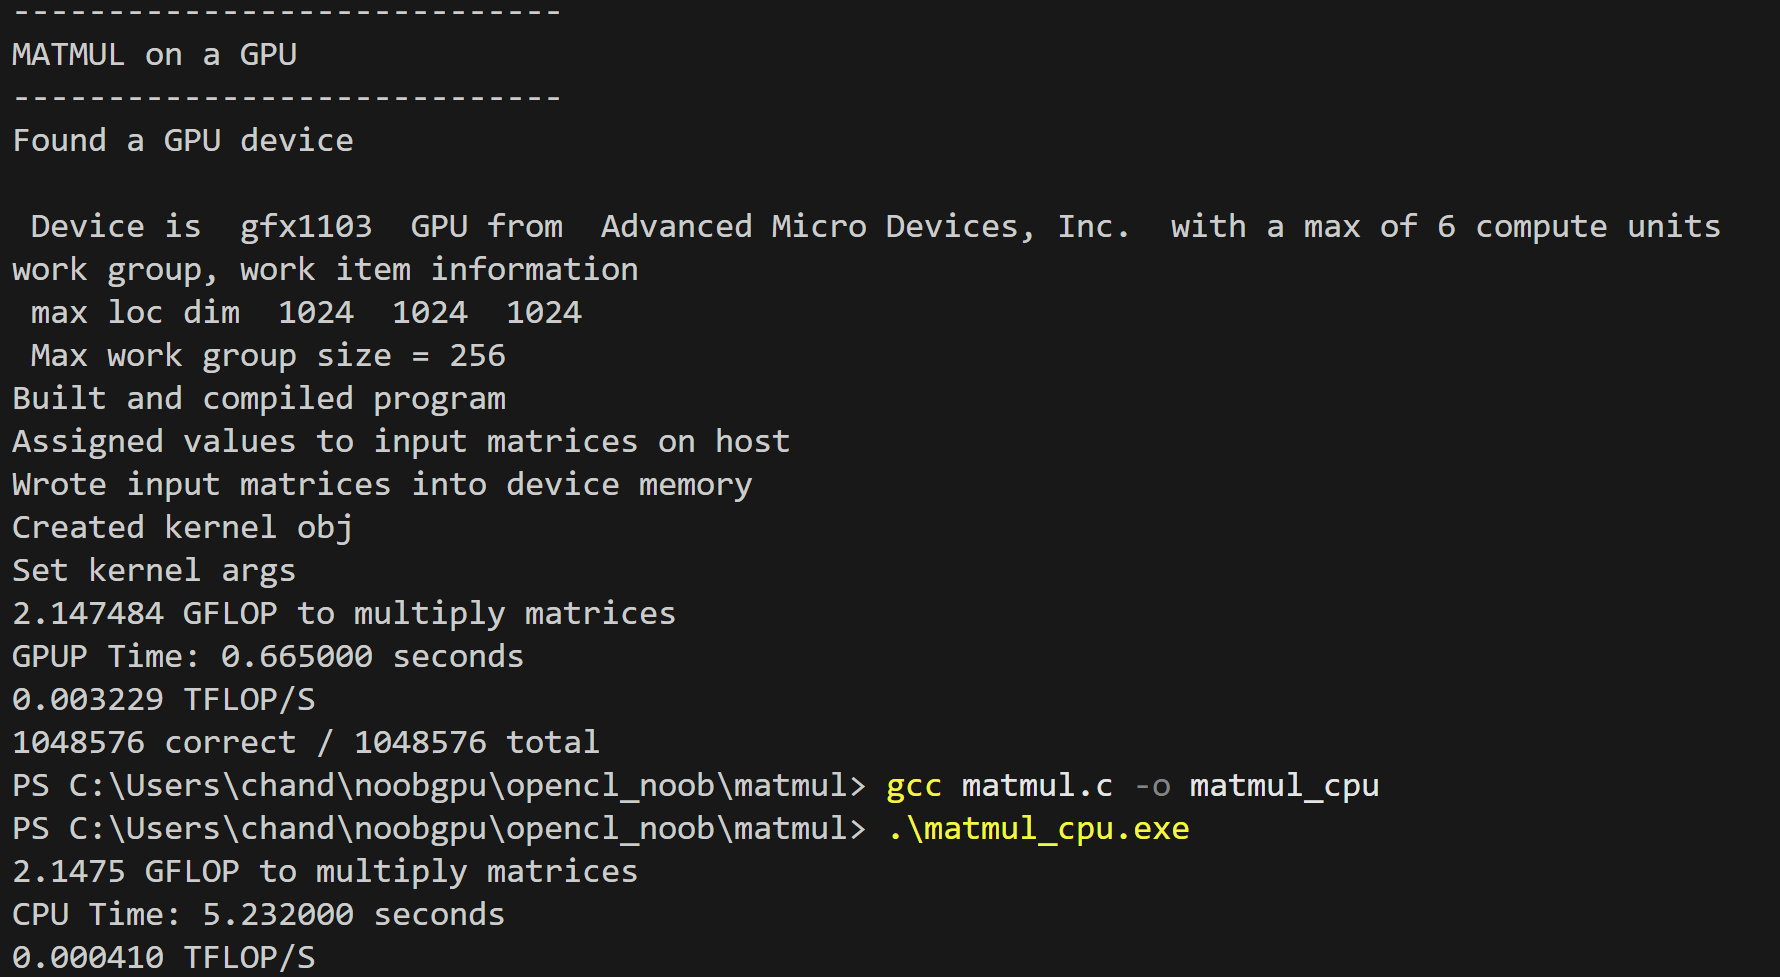 -----------------------------
MATMUL on a GPU
-----------------------------
Found a GPU device
 Device is  gfx1103  GPU from  Advanced Micro Devices, Inc.  with a max of 6 compute units
work group, work item information
 max loc dim  1024  1024  1024
 Max work group size = 256
Built and compiled program
Assigned values to input matrices on host
Wrote input matrices into device memory
Created kernel obj
Set kernel args
2.147484 GFLOP to multiply matrices
GPUP Time: 0.665000 seconds
0.003229 TFLOP/S
1048576 correct / 1048576 total
PS C:\Users\chand\noobgpu\opencl_noob\matmul> gcc matmul.c -o matmul_cpu
PS C:\Users\chand\noobgpu\opencl_noob\matmul> .\matmul_cpu.exe
2.1475 GFLOP to multiply matrices
CPU Time: 5.232000 seconds
0.000410 TFLOP/S